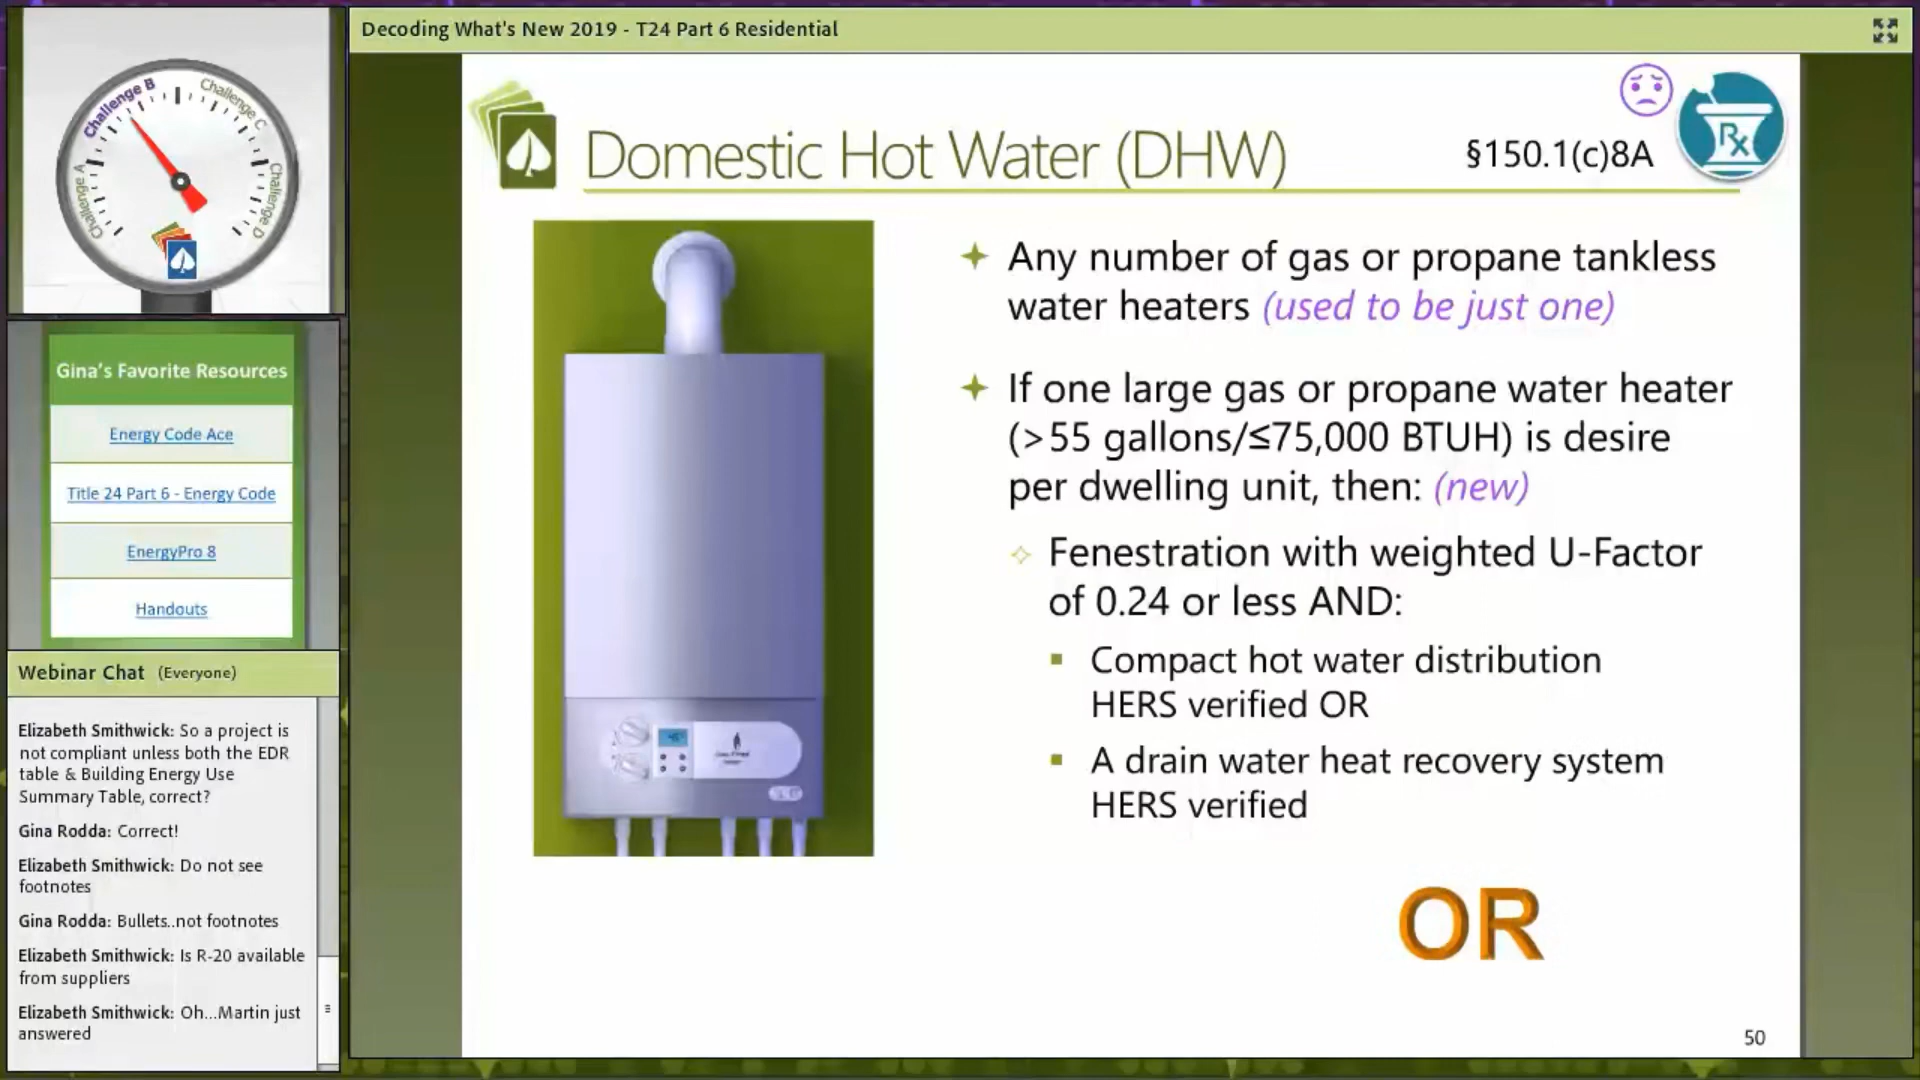 Challenge A
Challenge B
Challenge C
Challenge D
Gina's Favorite Resources
Energy Code Ace
Title 24 Part 6 - Energy Code
EnergyPro 8
Handouts
Webinar Chat (Everyone)
Elizabeth Smithwick: So a project is
not compliant unless both the EDR
table & Building Energy Use
Summary Table, correct?
Gina Rodda: Correct!
Elizabeth Smithwick: Do not see
footnotes
Gina Rodda: Bullets..not footnotes
Elizabeth Smithwick: Is R-20 available
from suppliers
Elizabeth Smithwick: Oh...Martin just
answered
Decoding What's New 2019 - T24 Part 6 Residential
Domestic Hot Water (DHW)
§150.1(c)8A
Rx
Any number of gas or propane tankless
water heaters (used to be just one)
If one large gas or propane water heater
(>55 gallons/≤75,000 BTUH) is desire
per dwelling unit, then: (new)
Fenestration with weighted U-Factor
of 0.24 or less AND:
Compact hot water distribution
HERS verified OR
A drain water heat recovery system
HERS verified
OR
50